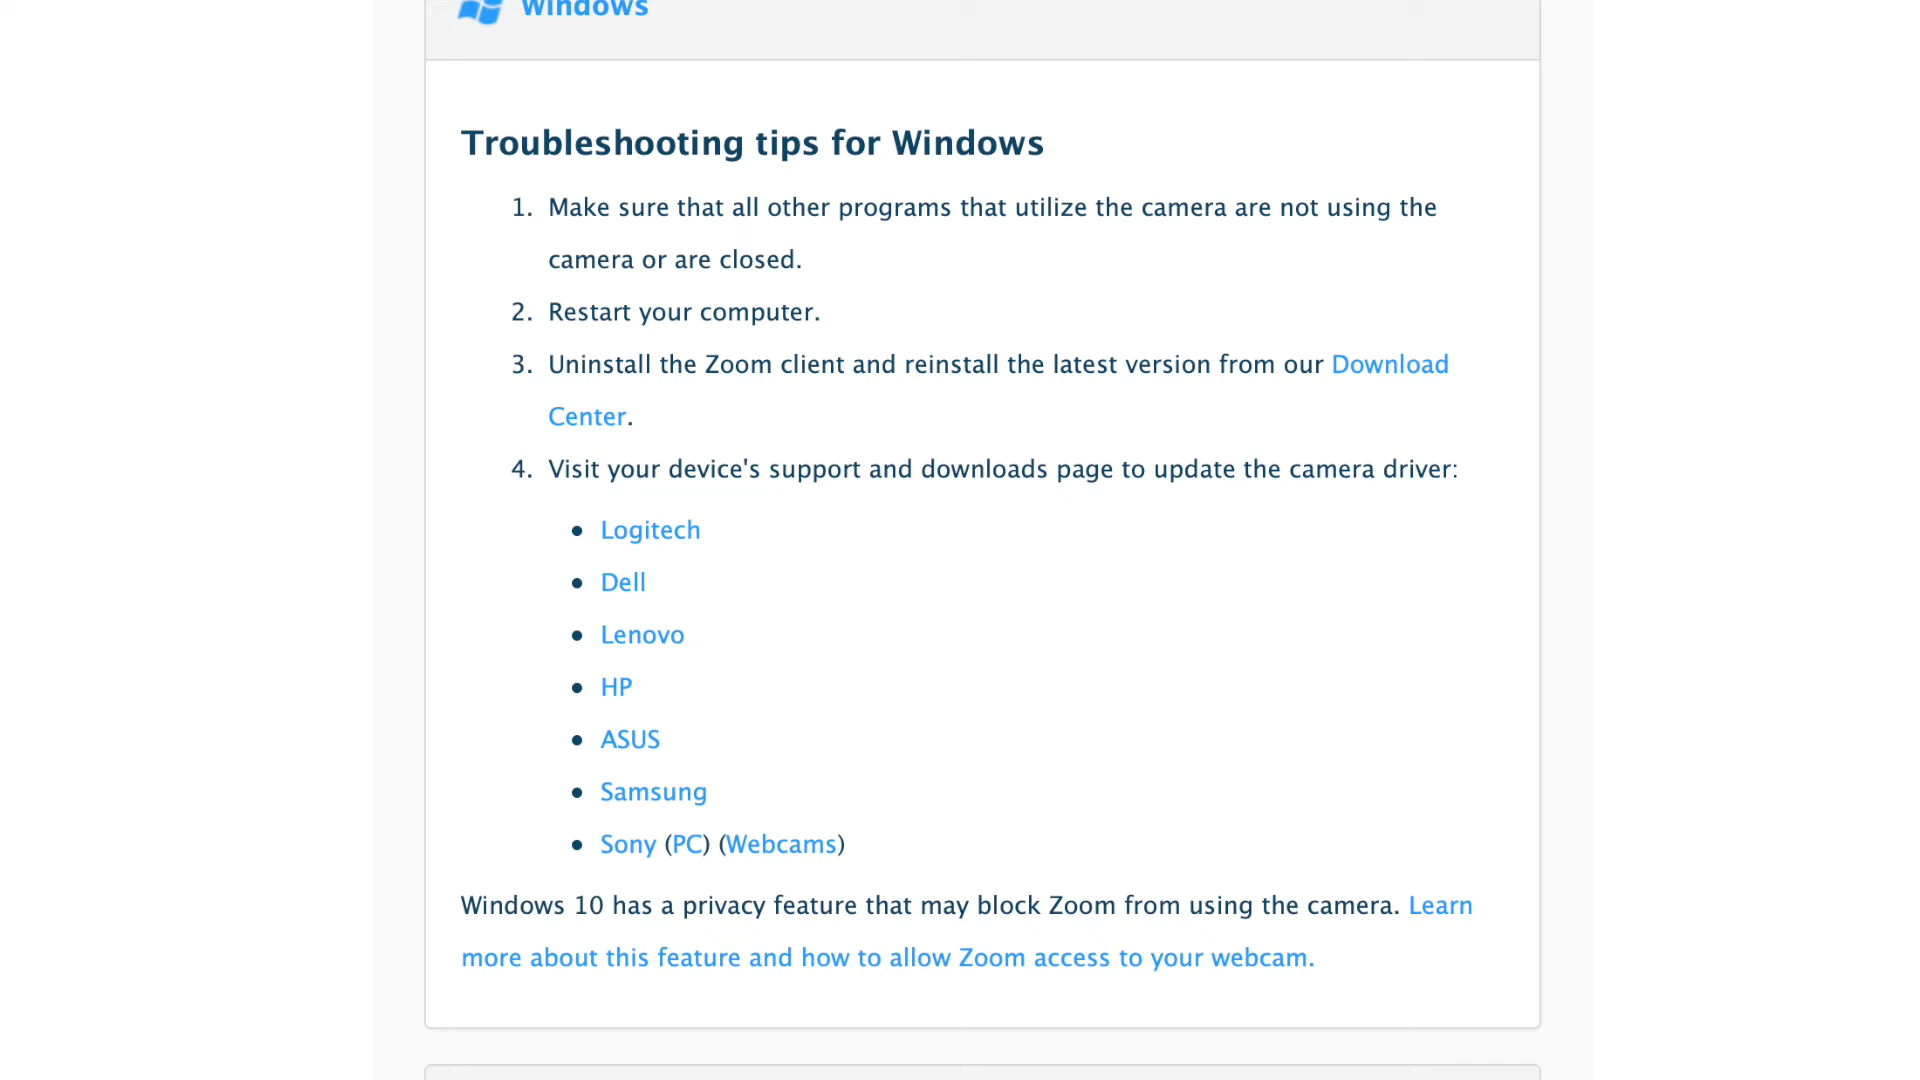 Windows
Troubleshooting tips for Windows
1. Make sure that all other programs that utilize the camera are not using the
camera or are closed.
2. Restart your computer.
3. Uninstall the Zoom client and reinstall the latest version from our Download
Center.
4. Visit your device's support and downloads page to update the camera driver:
• Logitech
• Dell
• Lenovo
• HP
• ASUS
• Samsung
• Sony (PC) (Webcams)
Windows 10 has a privacy feature that may block Zoom from using the camera. Learn
more about this feature and how to allow Zoom access to your webcam.